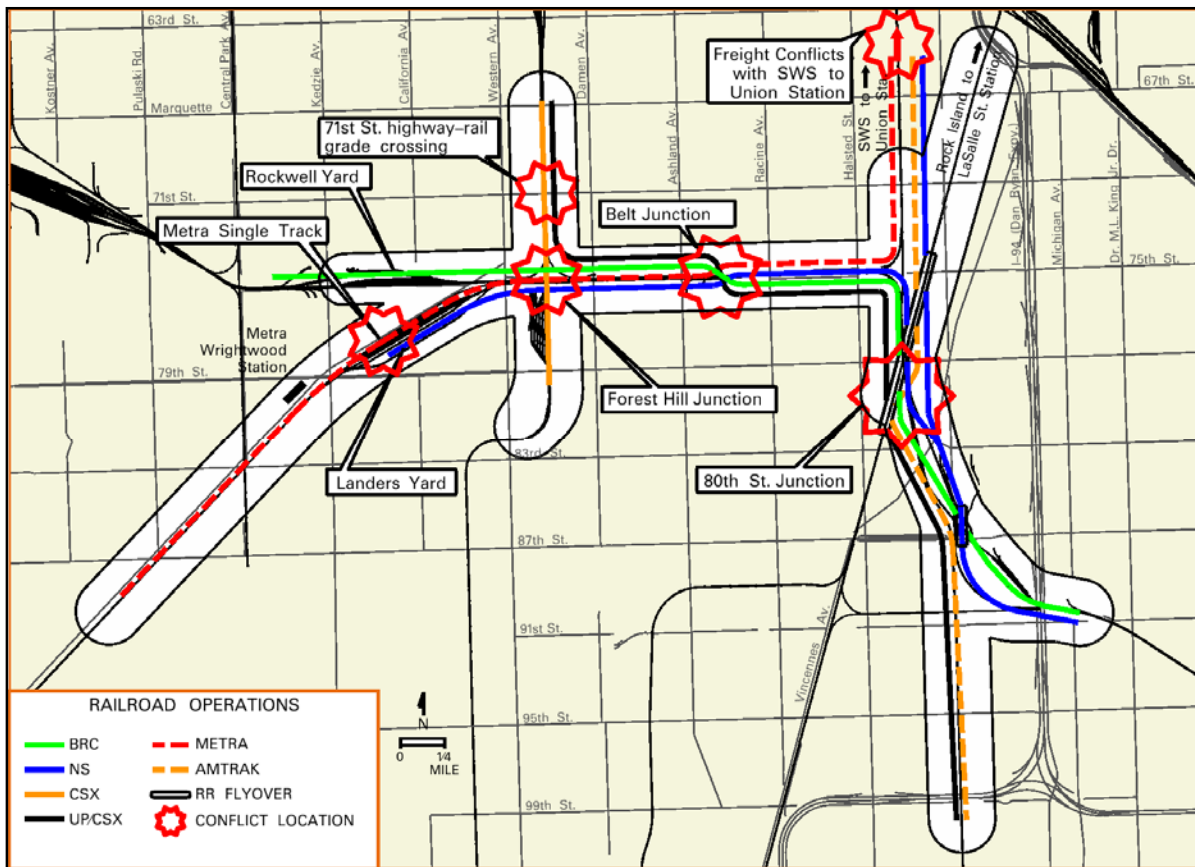 63rd St.
Kostner Av.
Pulaski Rd.
Central Park Av.
Kedzie Av.
California Av.
Western Av.
Damen Av.
Marquette
Freight Conflicts
with SWS to
Union Station
67th St.
SWS to
Union Sta.
Rock Island to
LaSalle St. Station
71st St. highway–rail
grade crossing
Ashland Av.
Racine Av.
Halsted St.
I-94 (Dan Ryan Expy.)
Michigan Av.
Dr. M.L. King Jr. Dr.
Rockwell Yard
71st St.
Belt Junction
Metra Single Track
75th St.
Metra
Wrightwood
Station
79th St.
Forest Hill Junction
83rd St.
Landers Yard
80th St. Junction
87th St.
91st St.
Vincennes Av.
95th St.
99th St.
N
0 1/4
MILE
RAILROAD OPERATIONS
BRC
NS
CSX
UP/CSX
METRA
AMTRAK
RR FLYOVER
CONFLICT LOCATION